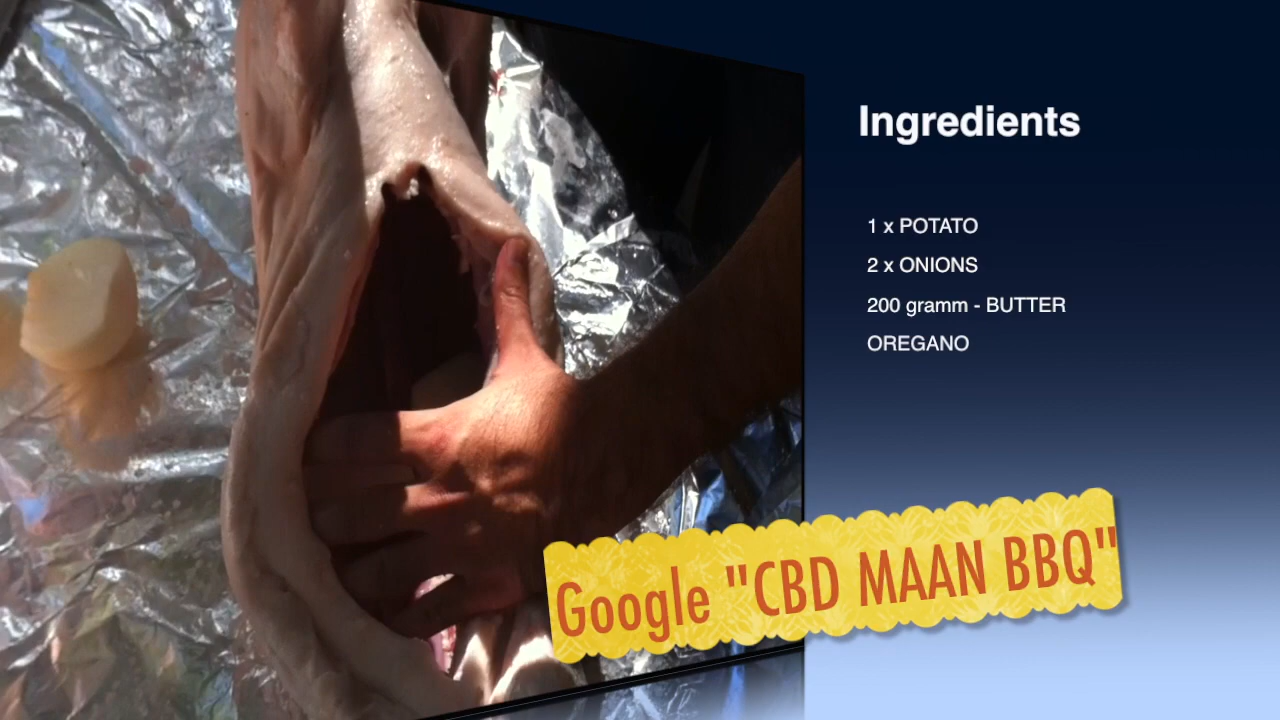 Ingredients
1 x POTATO
2 x ONIONS
200 gramm - BUTTER
OREGANO
Google "CBD MAAN BBQ"